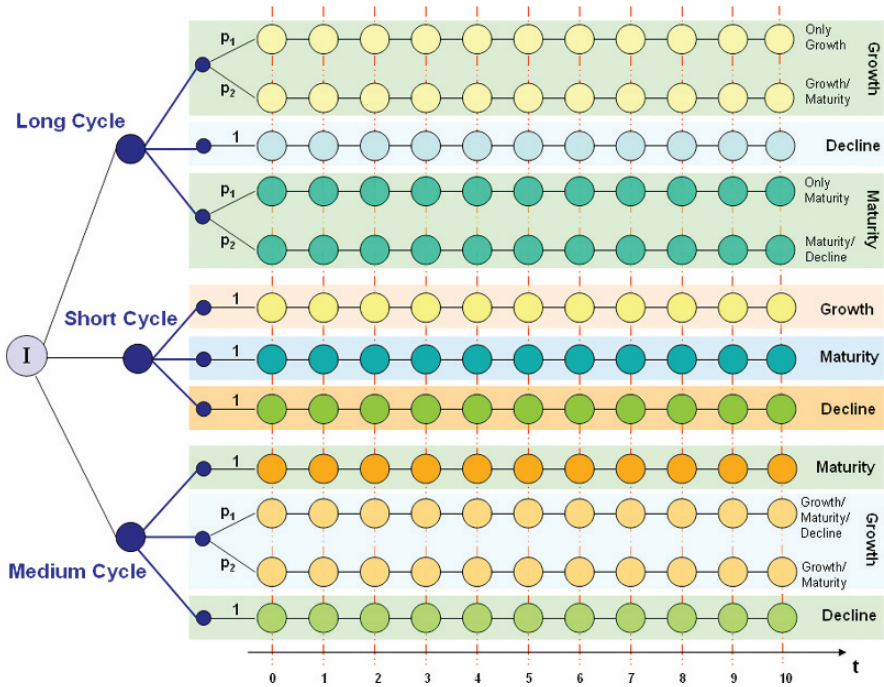 p1
Only
Growth
p2
Growth/
Maturity
Growth
Long Cycle
1
Decline
p1
Only
Maturity
p2
Maturity/
Decline
Maturity
1
Growth
Short Cycle
I
1
Maturity
1
Decline
1
Maturity
p1
Growth/
Maturity/
Decline
p2
Growth/
Maturity
Growth
Medium Cycle
1
Decline
t
0 1 2 3 4 5 6 7 8 9 10